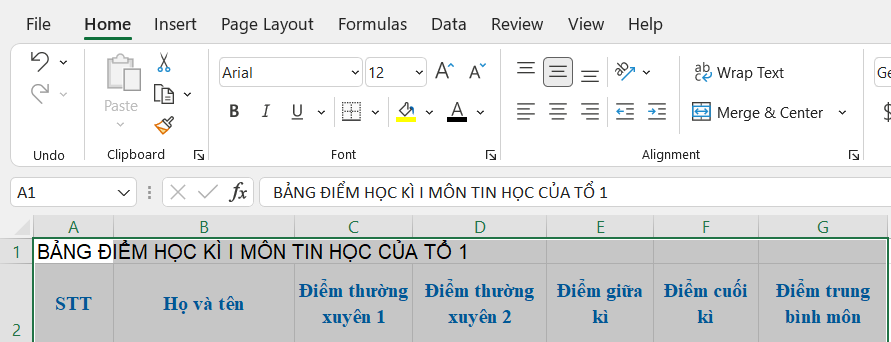 File Home Insert Page Layout Formulas Data Review View Help
Arial 12 A A ab Wrap Text Ge
Paste B I U A Merge & Center $
Undo Clipboard Font Alignment
A1 fx BẢNG ĐIỂM HỌC KÌ I MÔN TIN HỌC CỦA TỔ 1
A B C D E F G
1 BẢNG ĐIỂM HỌC KÌ I MÔN TIN HỌC CỦA TỔ 1
Điểm thường Điểm thường Điểm giữa Điểm cuối Điểm trung
STT Họ và tên
xuyên 1 xuyên 2 kì kì bình môn
2